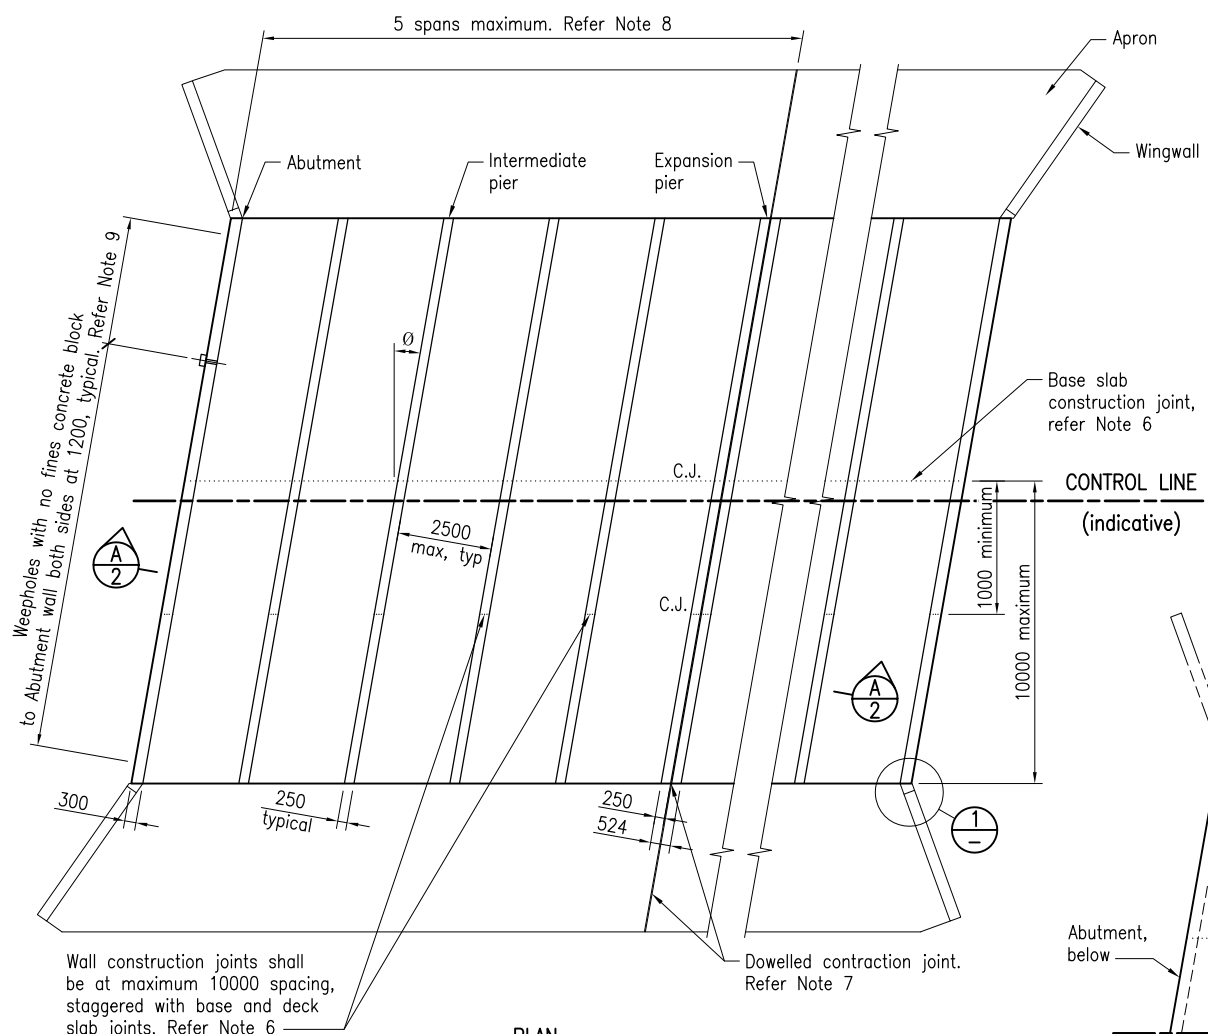 5 spans maximum. Refer Note 8
Apron
Wingwall
Abutment
Intermediate
pier
Expansion
pier
Weepholes with no fines concrete block
to Abutment wall both sides at 1200, typical. Refer Note 9
Ø
Base slab
construction joint,
refer Note 6
C.J.
CONTROL LINE
(indicative)
2500
max, typ
A
2
1000 minimum
10000 maximum
C.J.
A
2
300
250
typical
250
524
1
–
Wall construction joints shall
be at maximum 10000 spacing,
staggered with base and deck
slab joints. Refer Note 6
Dowelled contraction joint.
Refer Note 7
Abutment,
below
PLAN